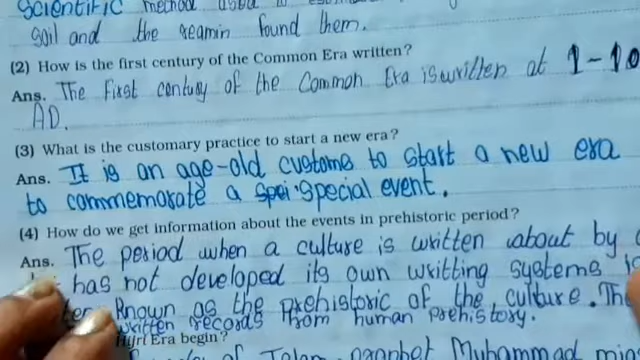 Scientific method used to
soil and the reamin found them.
(2) How is the first century of the Common Era written?
Ans. The First centuy of the Common Era is written at 1-10
AD.
(3) What is the customary practice to start a new era?
Ans. It is an age-old customs to start a new era
to commemorate a spei special event.
(4) How do we get information about the events in prehistoric period?
Ans. The period when a culture is written about by
has not developed its own writting systems is
Known as the prehistoric of the culture. The
written records from human prehistory.
Era begin?
of Islam prophet Muhammad